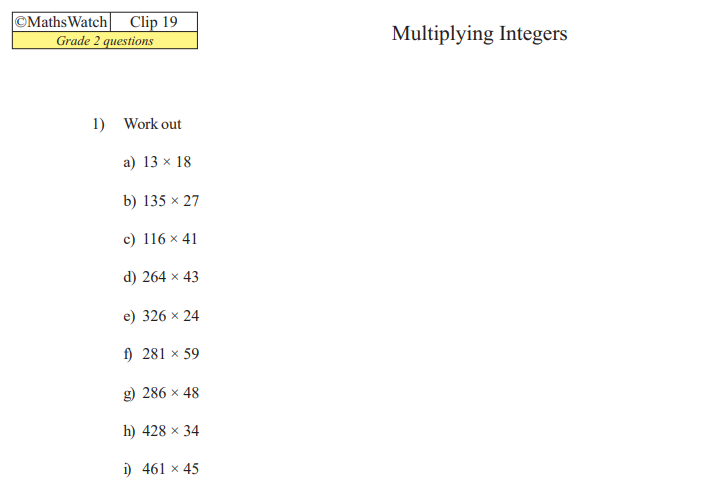 ©MathsWatch Clip 19
Grade 2 questions
Multiplying Integers
1) Work out
a) 13 × 18
b) 135 × 27
c) 116 × 41
d) 264 × 43
e) 326 × 24
f) 281 × 59
g) 286 × 48
h) 428 × 34
i) 461 × 45